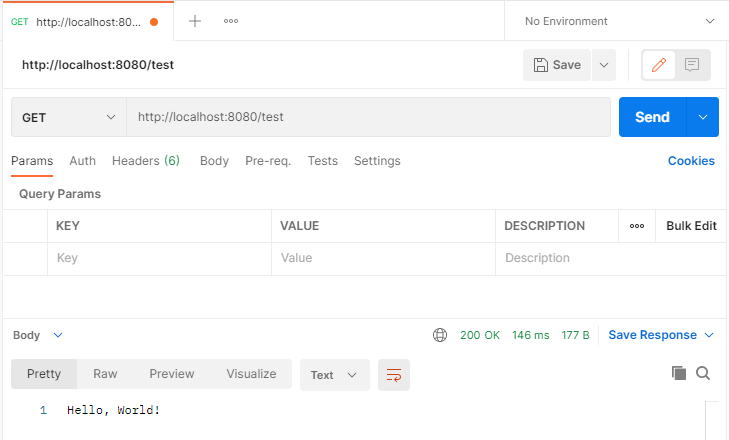 GET http://localhost:80...
No Environment
http://localhost:8080/test
Save
GET http://localhost:8080/test Send
Params Auth Headers (6) Body Pre-req. Tests Settings Cookies
Query Params
KEY VALUE DESCRIPTION Bulk Edit
Key Value Description
Body 200 OK 146 ms 177 B Save Response
Pretty Raw Preview Visualize Text
1 Hello, World!